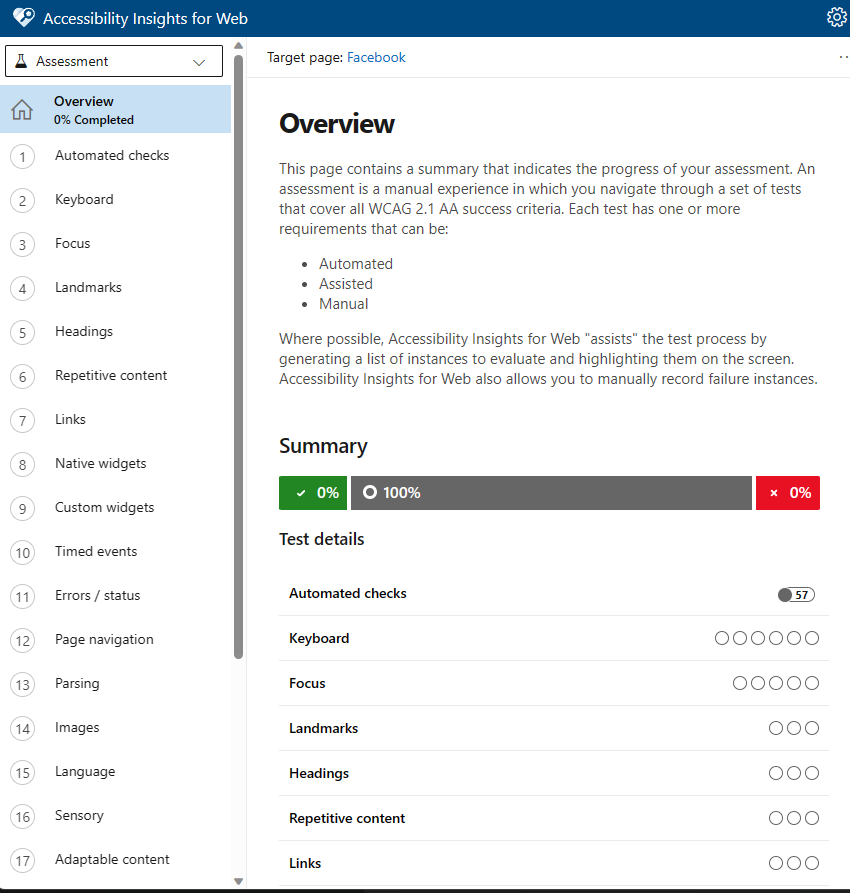 Accessibility Insights for Web
Assessment
Target page: Facebook
Overview
0% Completed
1 Automated checks
2 Keyboard
3 Focus
4 Landmarks
5 Headings
6 Repetitive content
7 Links
8 Native widgets
9 Custom widgets
10 Timed events
11 Errors / status
12 Page navigation
13 Parsing
14 Images
15 Language
16 Sensory
17 Adaptable content
Overview
This page contains a summary that indicates the progress of your assessment. An
assessment is a manual experience in which you navigate through a set of tests
that cover all WCAG 2.1 AA success criteria. Each test has one or more
requirements that can be:
• Automated
• Assisted
• Manual
Where possible, Accessibility Insights for Web "assists" the test process by
generating a list of instances to evaluate and highlighting them on the screen.
Accessibility Insights for Web also allows you to manually record failure instances.
Summary
0% 100% 0%
Test details
Automated checks 57
Keyboard
Focus
Landmarks
Headings
Repetitive content
Links